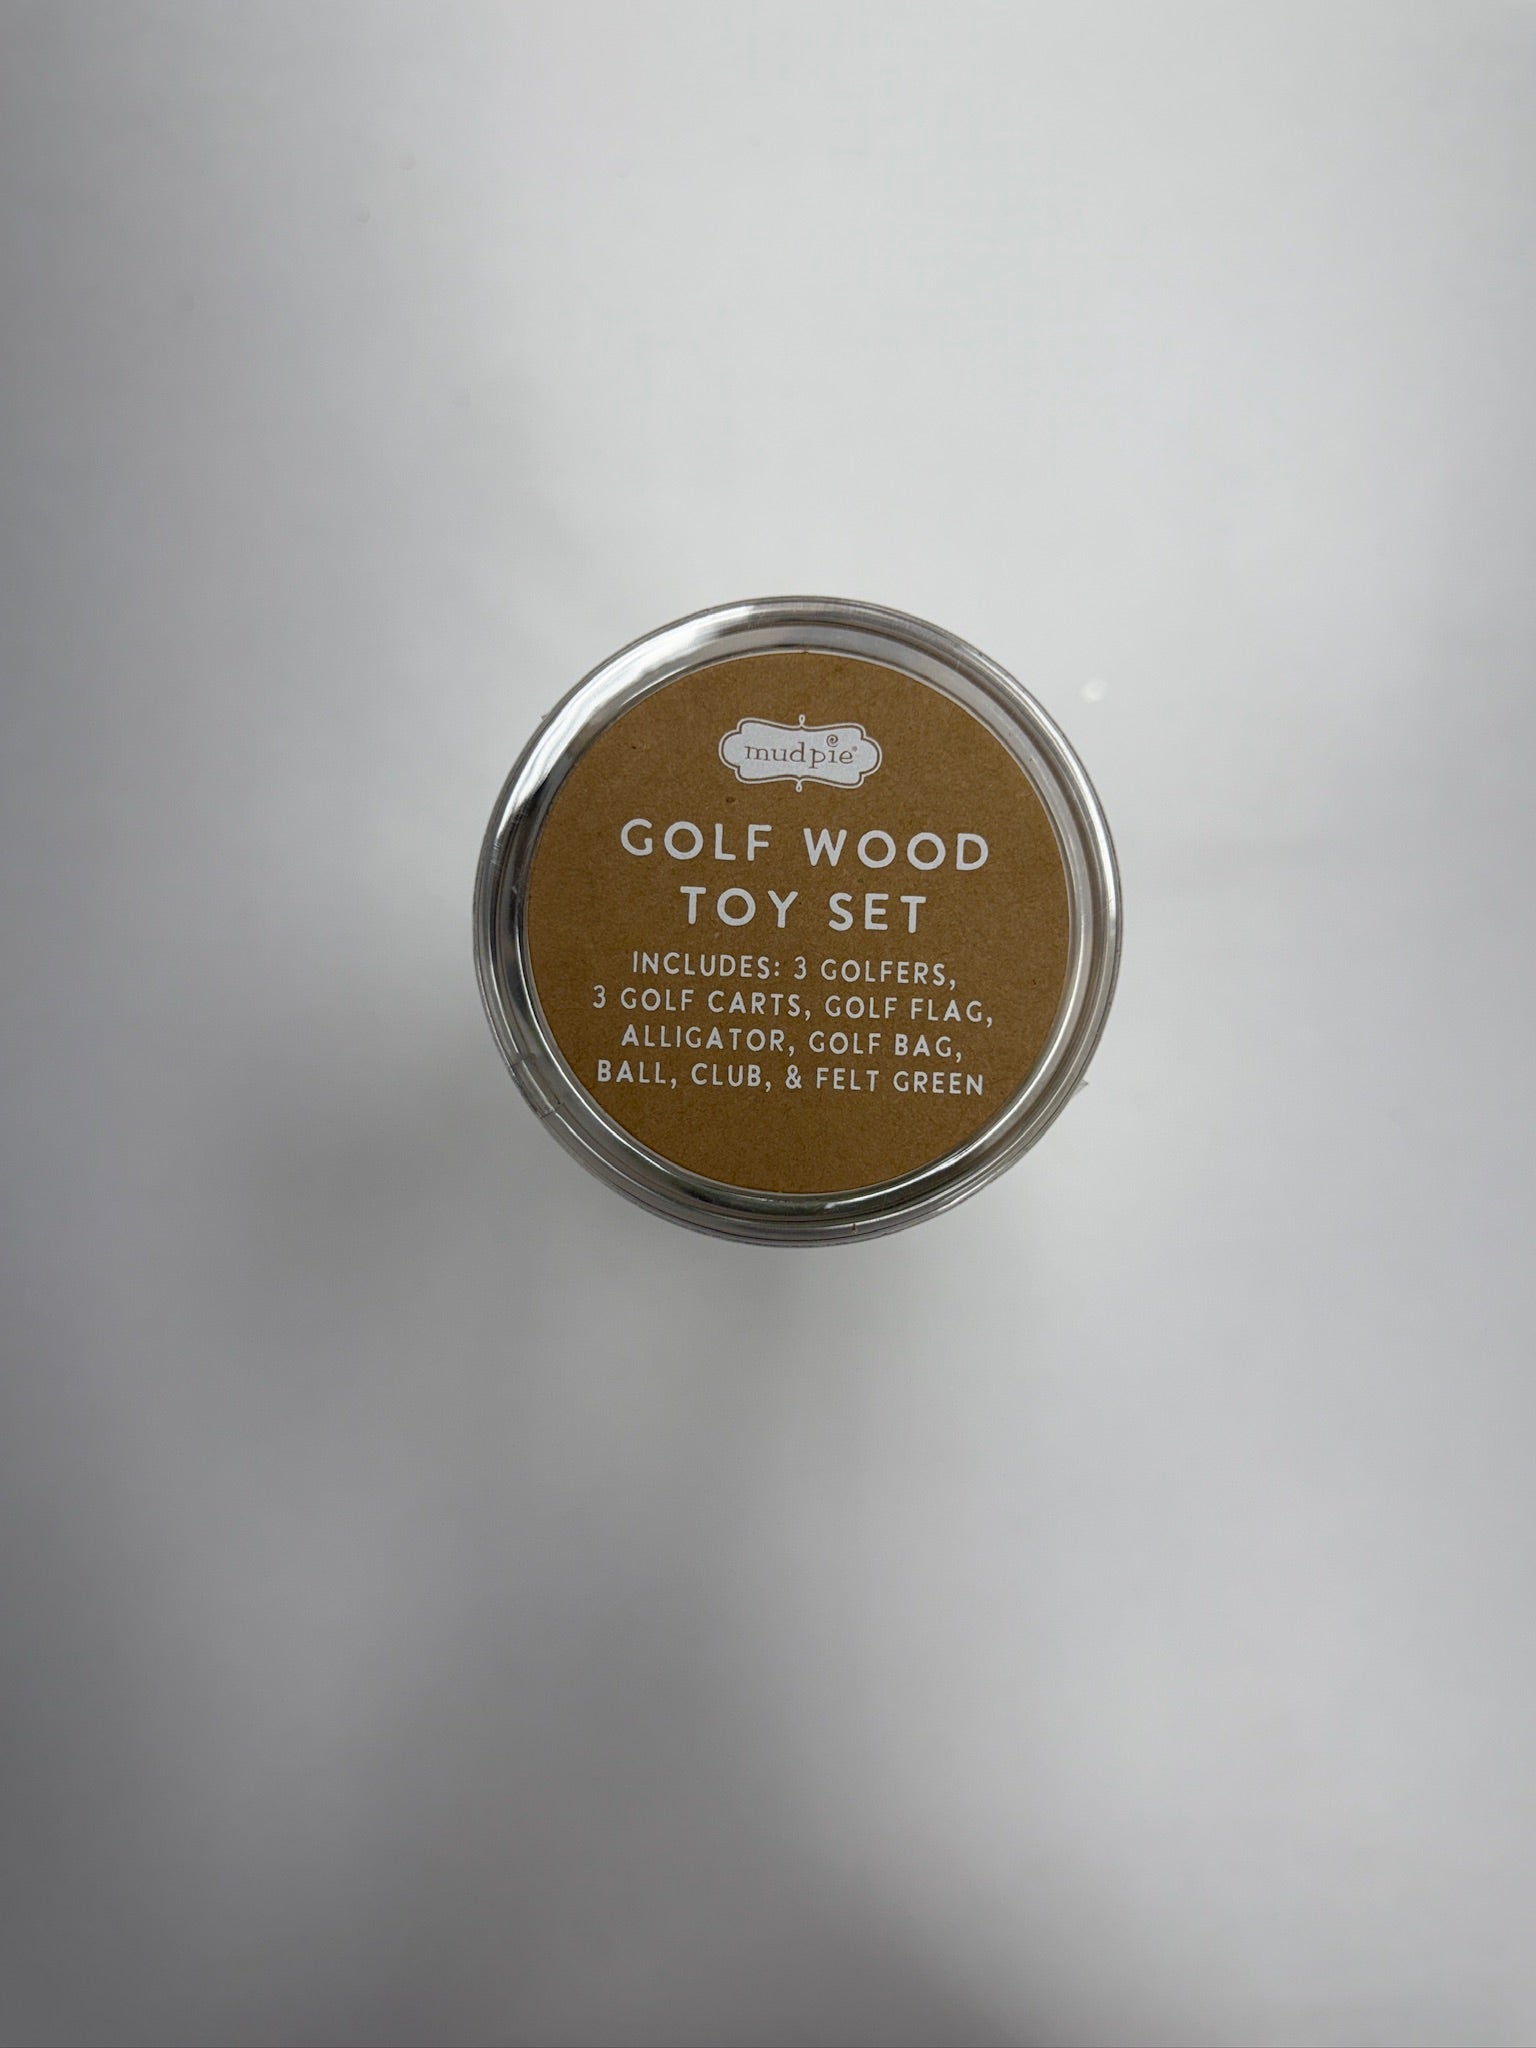 mudpie®
GOLF WOOD
TOY SET
INCLUDES: 3 GOLFERS,
3 GOLF CARTS, GOLF FLAG,
ALLIGATOR, GOLF BAG,
BALL, CLUB, & FELT GREEN